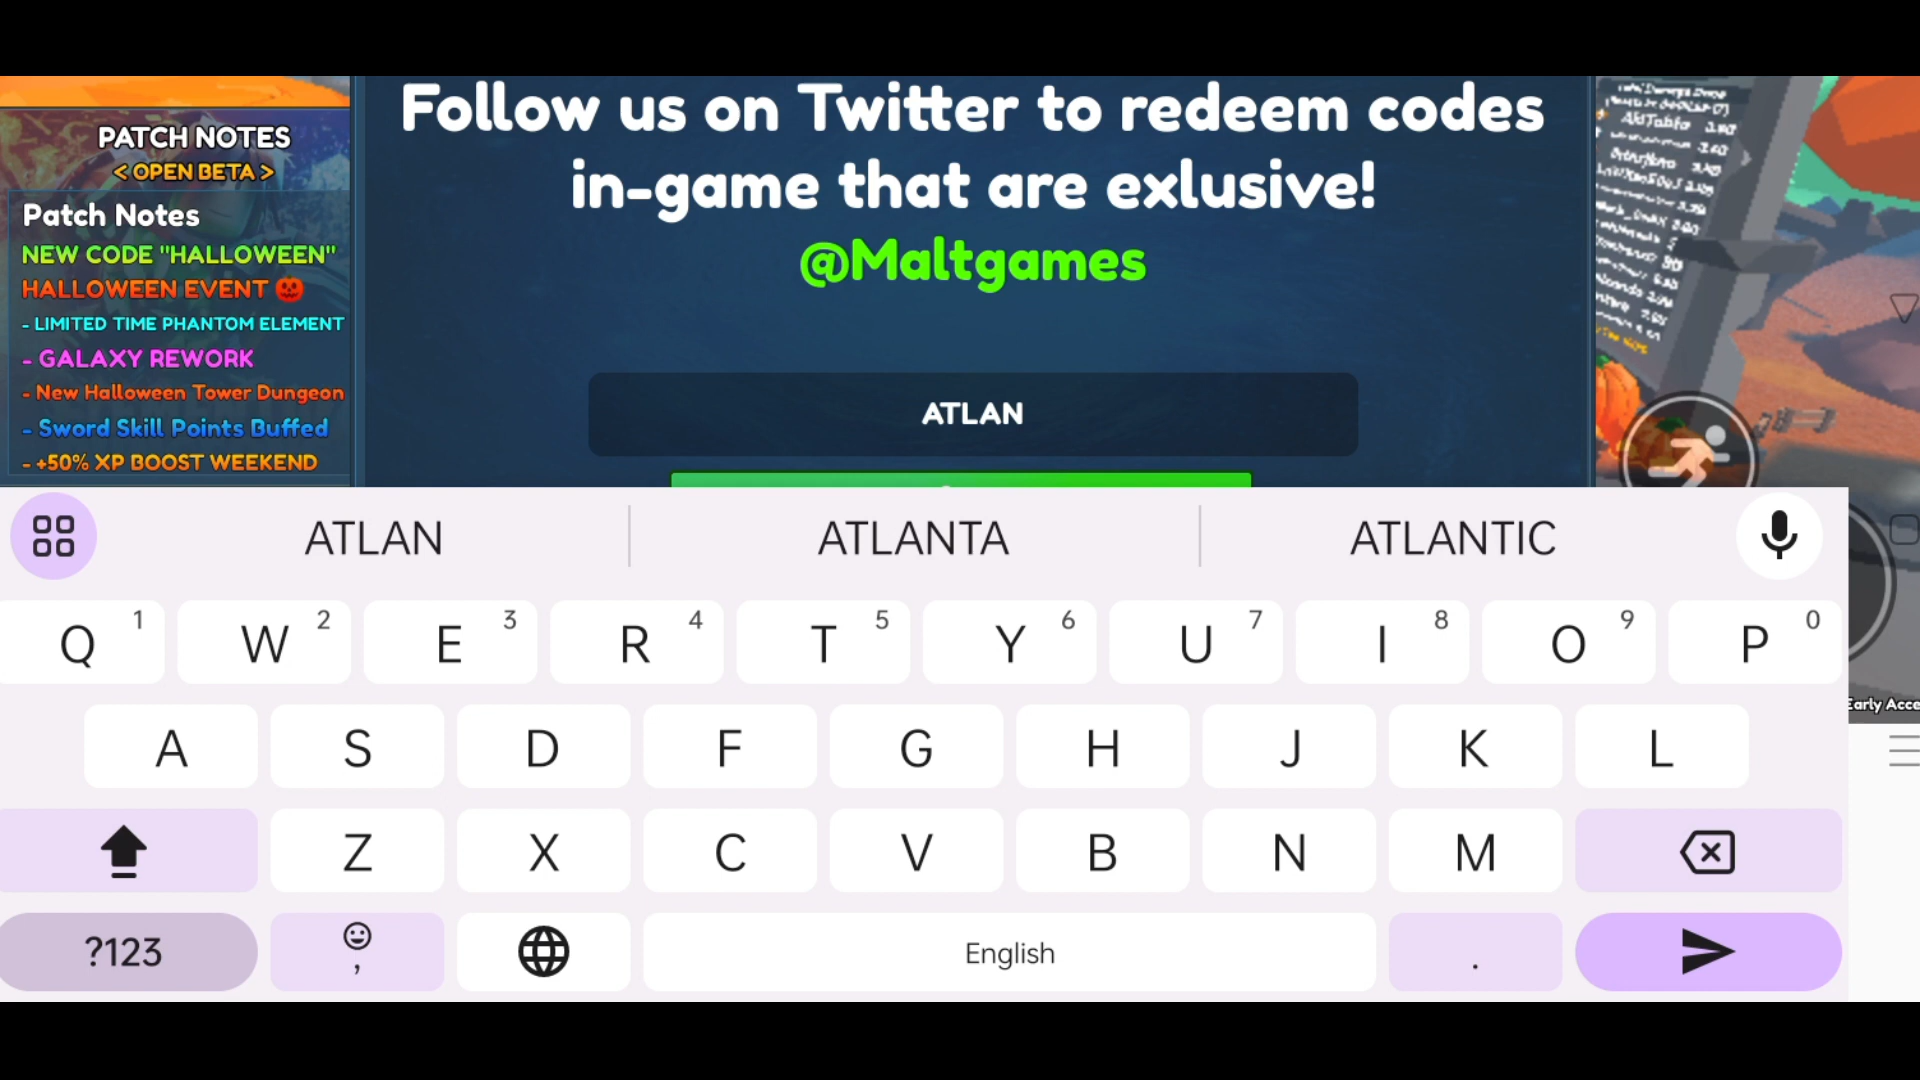 PATCH NOTES
< OPEN BETA >
Patch Notes
NEW CODE "HALLOWEEN"
HALLOWEEN EVENT 🎃
- LIMITED TIME PHANTOM ELEMENT
- GALAXY REWORK
- New Halloween Tower Dungeon
- Sword Skill Points Buffed
- +50% XP BOOST WEEKEND
Follow us on Twitter to redeem codes
in-game that are exlusive!
@Maltgames
ATLAN
Early Acce
ATLAN ATLANTA ATLANTIC
Q 1 W 2 E 3 R 4 T 5 Y 6 U 7 I 8 O 9 P 0
A S D F G H J K L
Z X C V B N M
?123 , English .